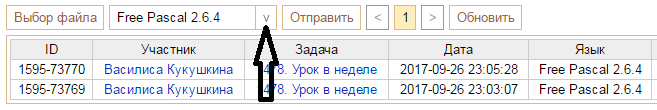 Выбор файла Free Pascal 2.6.4 v Отправить < 1 > Обновить
ID Участник Задача Дата Язык
1595-73770 Василиса Кукушкина 478. Урок в неделе 2017-09-26 23:05:28 Free Pascal 2.6.4
1595-73769 Василиса Кукушкина 478. Урок в неделе 2017-09-26 23:03:07 Free Pascal 2.6.4